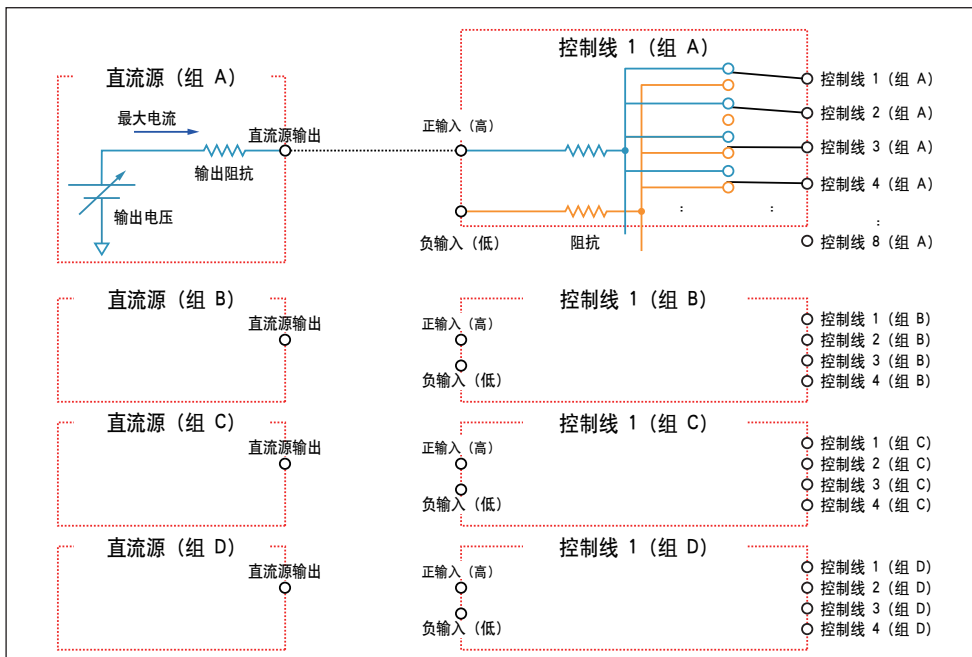 控制线 1（组 A）
直流源（组 A）
最大电流
直流源输出
输出阻抗
输出电压
正输入（高）
负输入（低）
阻抗
控制线 1（组 A）
控制线 2（组 A）
控制线 3（组 A）
控制线 4（组 A）
:
:
:
控制线 8（组 A）
直流源（组 B）
直流源输出
控制线 1（组 B）
正输入（高）
负输入（低）
控制线 1（组 B）
控制线 2（组 B）
控制线 3（组 B）
控制线 4（组 B）
直流源（组 C）
直流源输出
控制线 1（组 C）
正输入（高）
负输入（低）
控制线 1（组 C）
控制线 2（组 C）
控制线 3（组 C）
控制线 4（组 C）
直流源（组 D）
直流源输出
控制线 1（组 D）
正输入（高）
负输入（低）
控制线 1（组 D）
控制线 2（组 D）
控制线 3（组 D）
控制线 4（组 D）